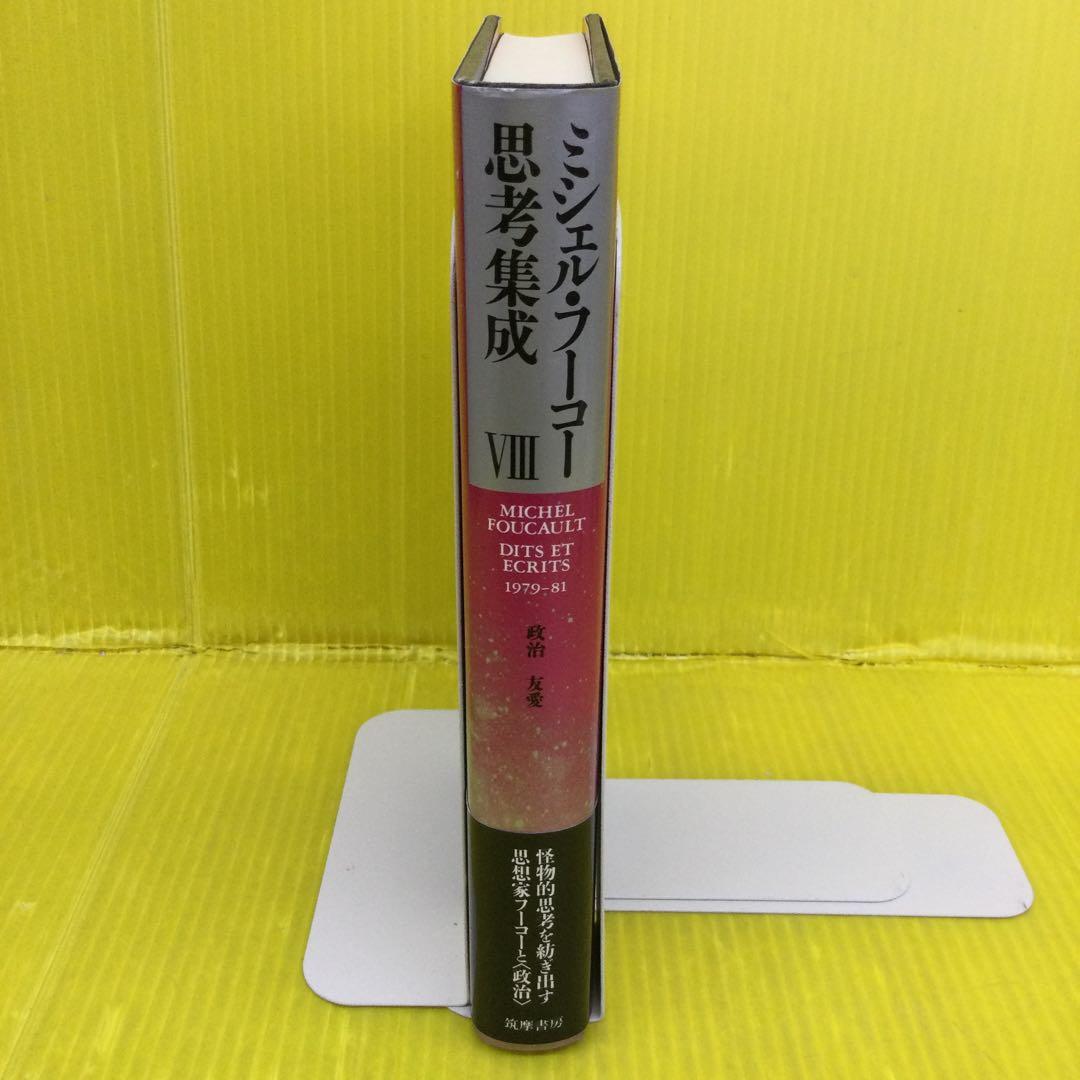 ミシェル・フーコー
思考集成
VIII
MICHEL
FOUCAULT
DITS ET
ECRITS
1979-81
政治 友愛
怪物的思考を紡ぎ出す
思想家フーコーと〈政治〉
筑摩書房